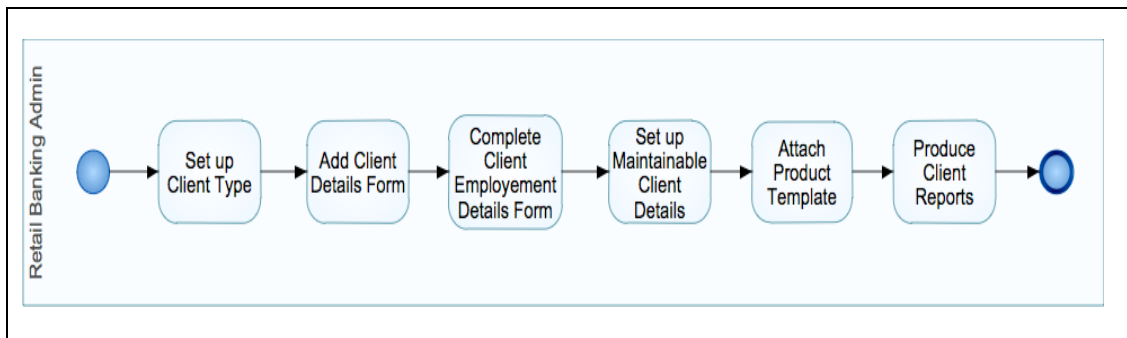 Retail Banking Admin
Set up
Client Type
Add Client
Details Form
Complete
Client
Employement
Details Form
Set up
Maintainable
Client
Details
Attach
Product
Template
Produce
Client
Reports